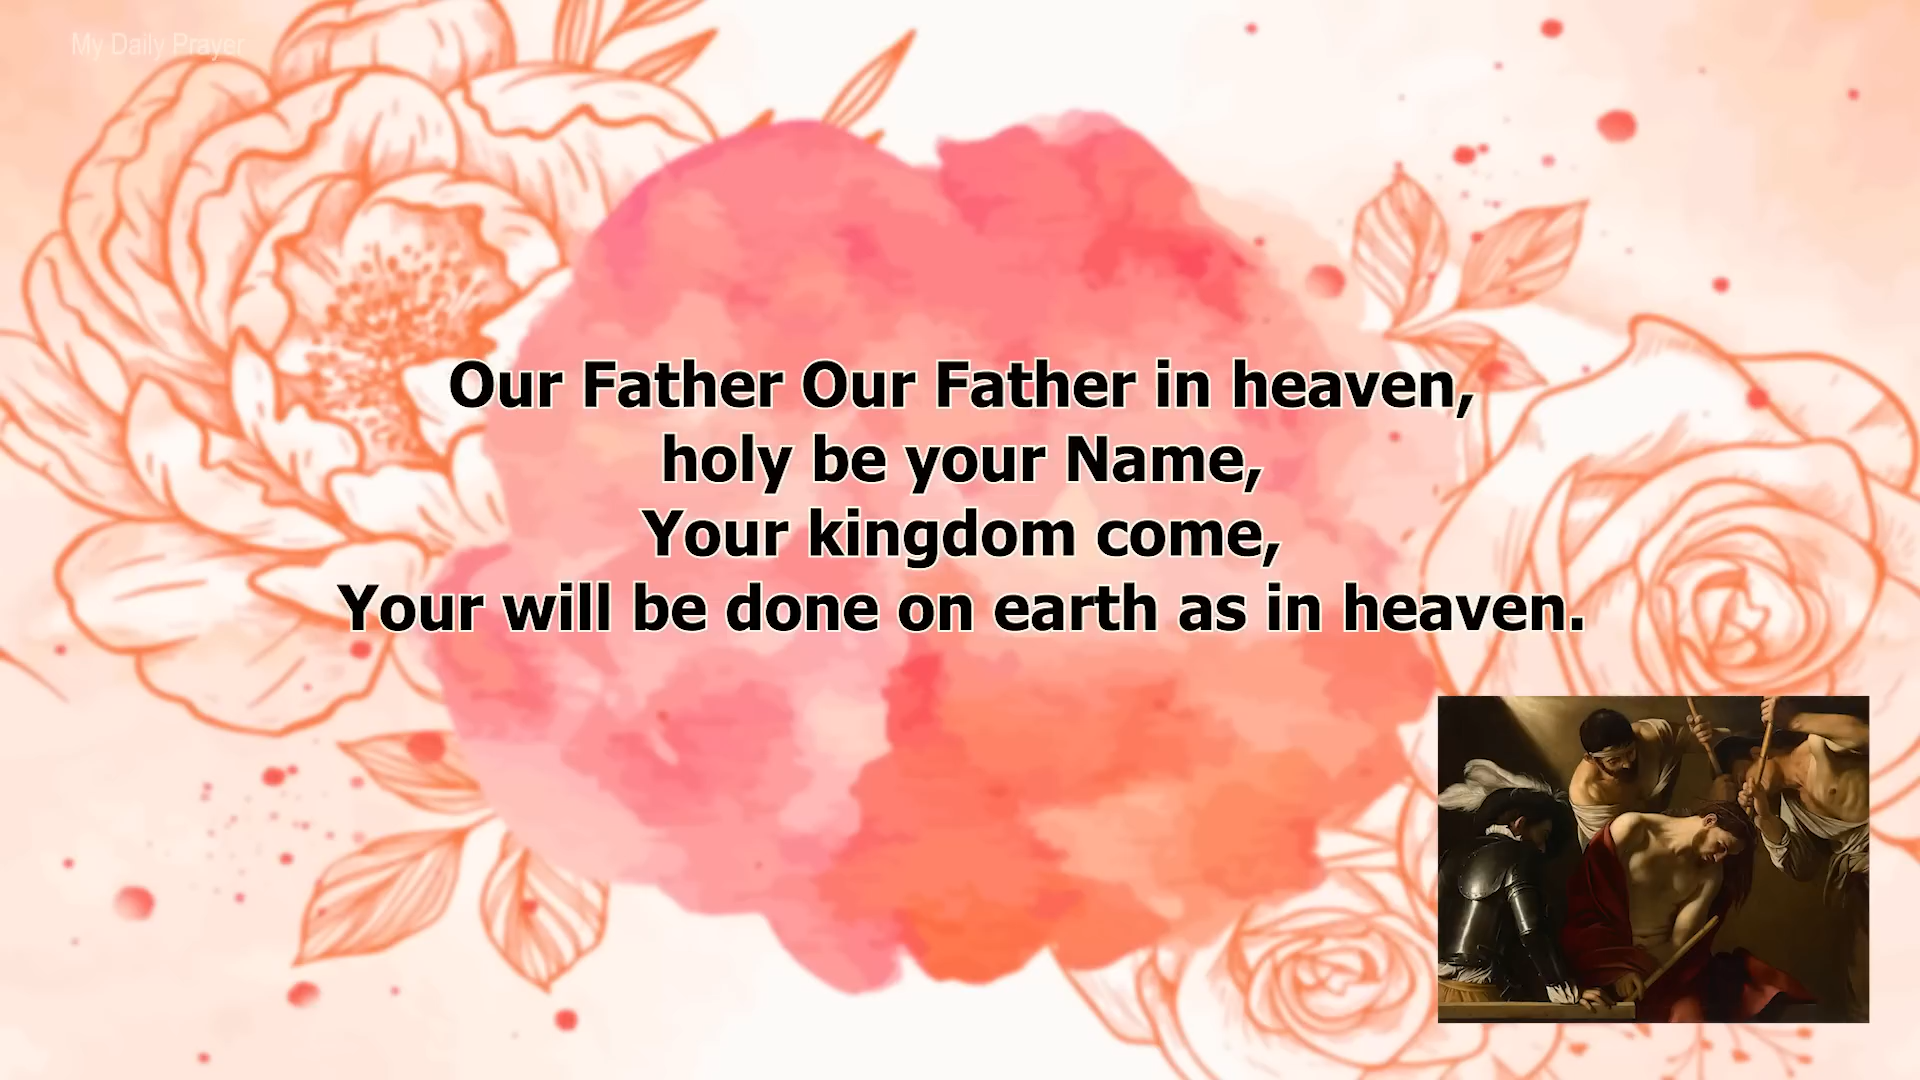 My Daily Prayer
Our Father Our Father in heaven,
holy be your Name,
Your kingdom come,
Your will be done on earth as in heaven.